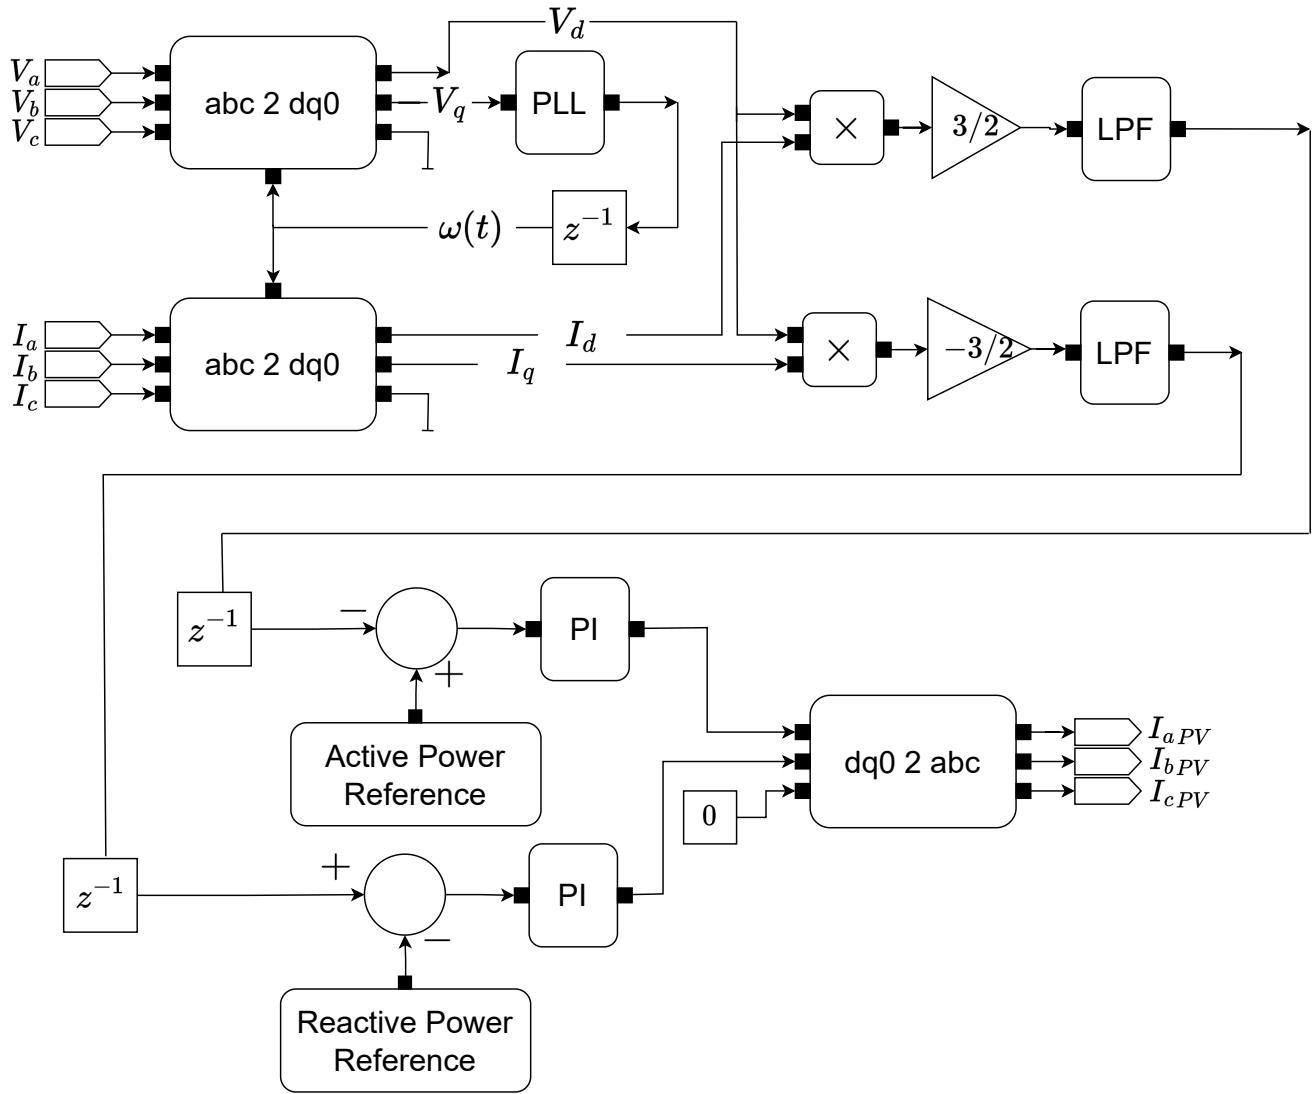 V_d
V_a
V_b
V_c
abc 2 dq0
V_q
PLL
×
3/2
LPF
ω(t)
z^{-1}
I_a
I_b
I_c
abc 2 dq0
I_d
I_q
×
−3/2
LPF
z^{-1}
−
+
PI
Active Power
Reference
dq0 2 abc
I_{aPV}
I_{bPV}
I_{cPV}
0
z^{-1}
+
−
PI
Reactive Power
Reference